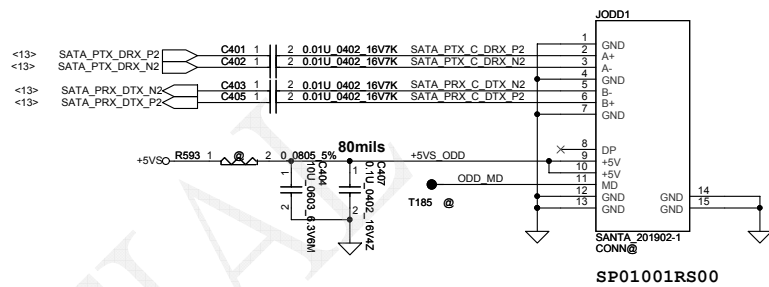 JODD1
<13> SATA_PTX_DRX_P2 C401 1 2 0.01U_0402_16V7K SATA_PTX_C_DRX_P2
<13> SATA_PTX_DRX_N2 C402 1 2 0.01U_0402_16V7K SATA_PTX_C_DRX_N2
<13> SATA_PRX_DTX_N2 C403 1 2 0.01U_0402_16V7K SATA_PRX_C_DTX_N2
<13> SATA_PRX_DTX_P2 C405 1 2 0.01U_0402_16V7K SATA_PRX_C_DTX_P2
1 GND
2 A+
3 A-
4 GND
5 B-
6 B+
7 GND
80mils
+5VS R593 1 @ 2 0_0805_5% +5VS_ODD
C404
10U_0603_6.3V6M
1
2
C407
0.1U_0402_16V4Z
1
2
ODD_MD
T185 @
8 DP
9 +5V
10 +5V
11 MD
12 GND
13 GND
GND 14
GND 15
SANTA_201902-1
CONN@
SP01001RS00